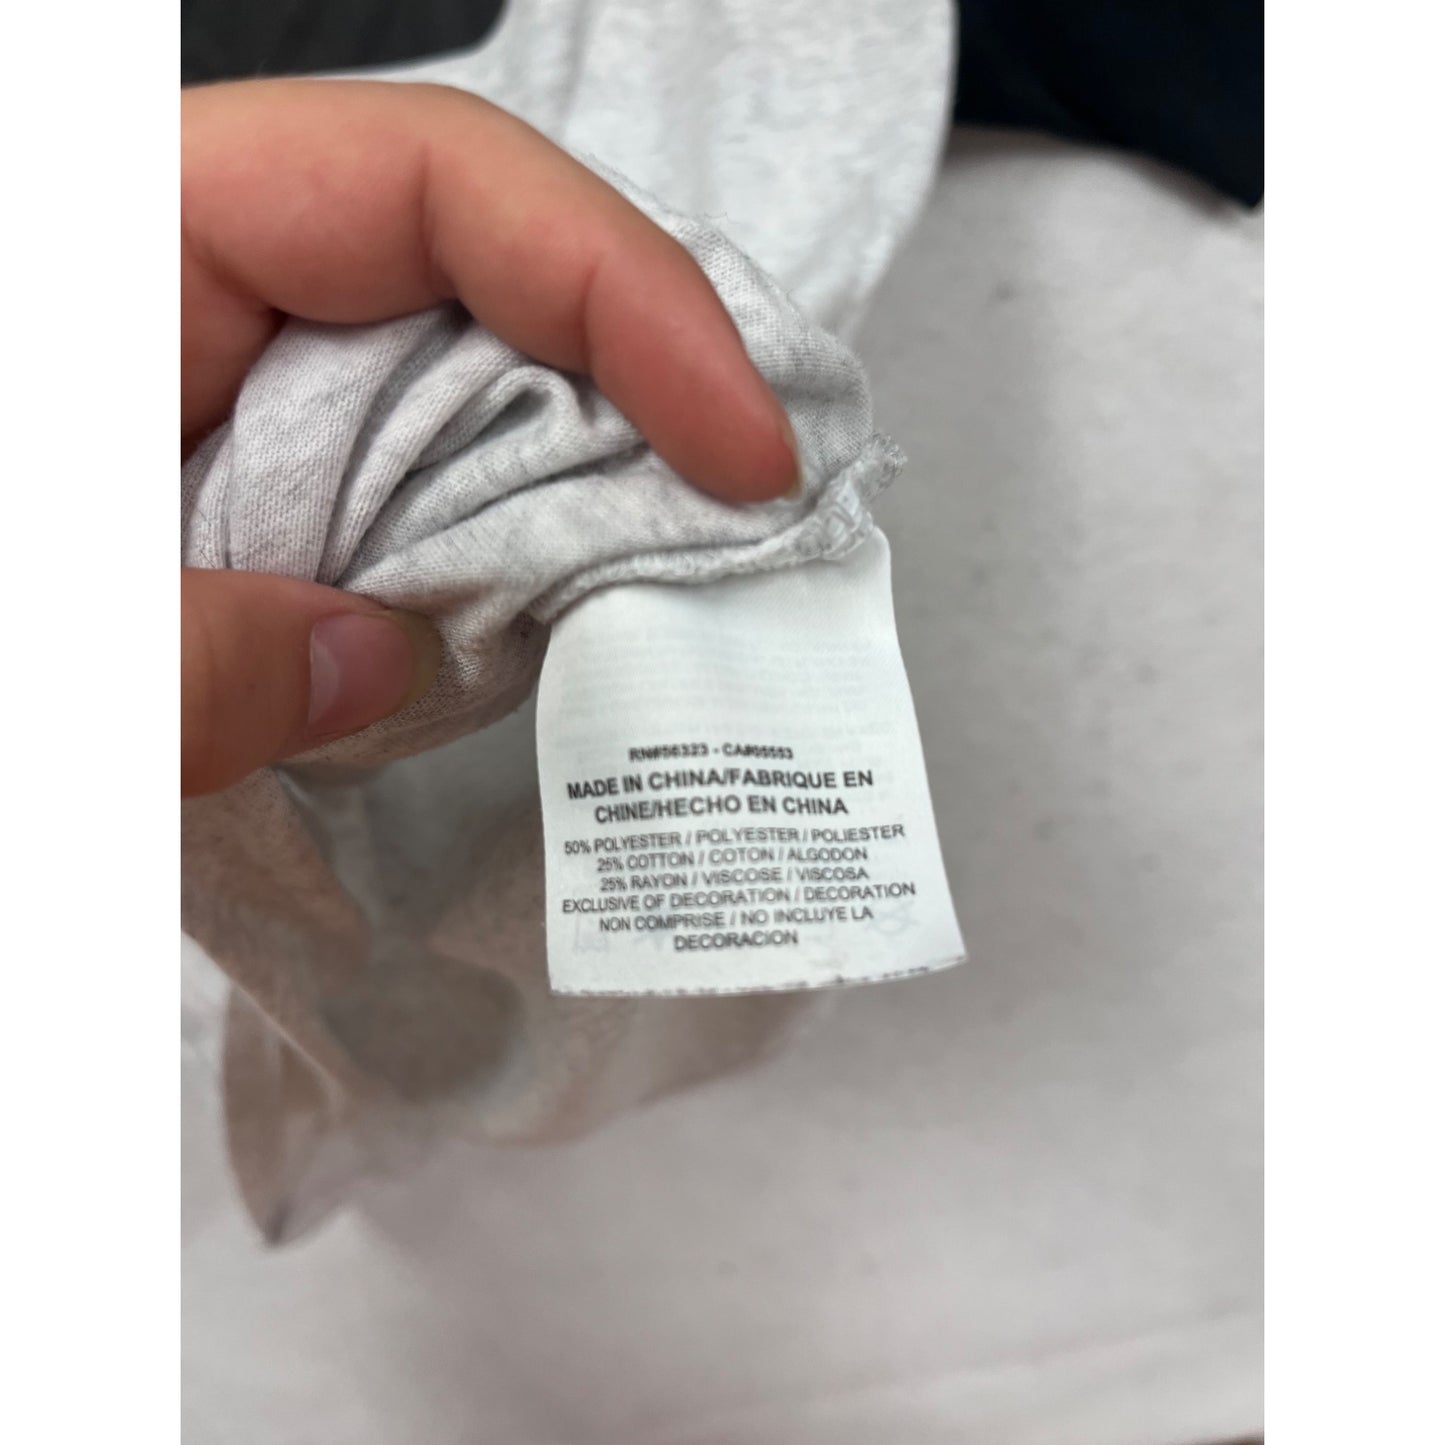 RN#56323 - CA#05553
MADE IN CHINA/FABRIQUE EN
CHINE/HECHO EN CHINA
50% POLYESTER / POLYESTER / POLIESTER
25% COTTON / COTON / ALGODON
25% RAYON / VISCOSE / VISCOSA
EXCLUSIVE OF DECORATION / DECORATION
NON COMPRISE / NO INCLUYE LA
DECORACION